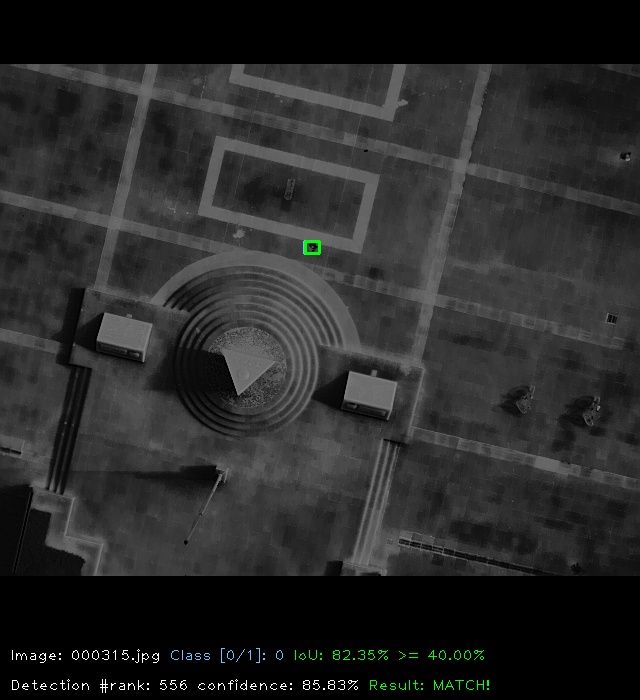 Image: 000315.jpg Class [0/1]: 0 IoU: 82.35% >= 40.00%
Detection #rank: 556 confidence: 85.83% Result: MATCH!